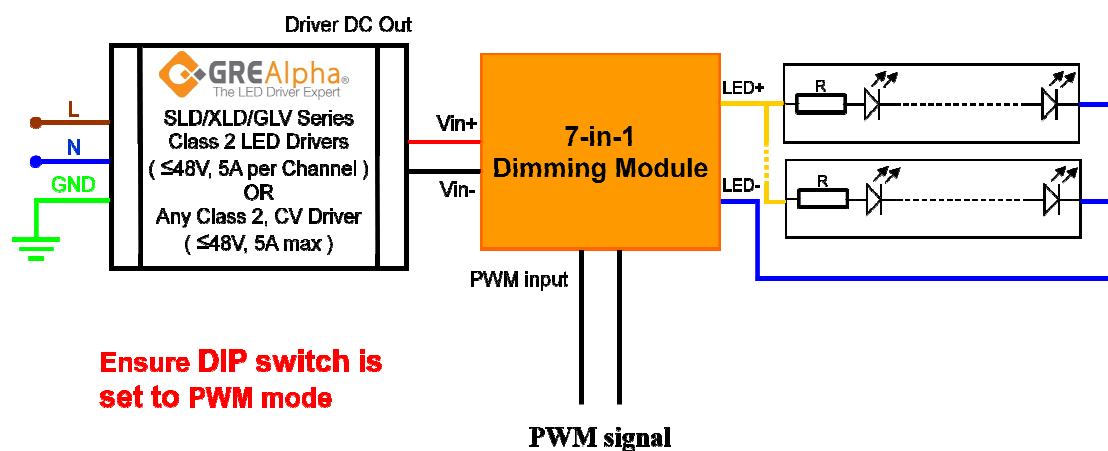 Driver DC Out
GREAlpha®
The LED Driver Expert
SLD/XLD/GLV Series
Class 2 LED Drivers
( ≤48V, 5A per Channel )
OR
Any Class 2, CV Driver
( ≤48V, 5A max )
L
N
GND
Vin+
Vin-
7-in-1
Dimming Module
LED+
LED-
R
R
PWM input
Ensure DIP switch is
set to PWM mode
PWM signal